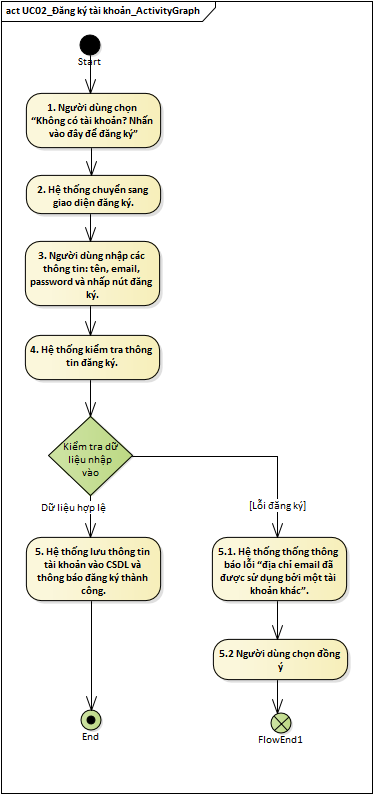 act UC02_Đăng ký tài khoản_ActivityGraph
Start
1. Người dùng chọn
“Không có tài khoản? Nhấn
vào đây để đăng ký”
2. Hệ thống chuyển sang
giao diện đăng ký.
3. Người dùng nhập các
thông tin: tên, email,
password và nhấp nút đăng
ký.
4. Hệ thống kiểm tra thông
tin đăng ký.
Kiểm tra dữ
liệu nhập
vào
Dữ liệu hợp lệ
[Lỗi đăng ký]
5. Hệ thống lưu thông tin
tài khoản vào CSDL và
thông báo đăng ký thành
công.
5.1. Hệ thống thống thông
báo lỗi “địa chỉ email đã
được sử dụng bởi một tài
khoản khác”.
5.2 Người dùng chọn đồng
ý
End
FlowEnd1